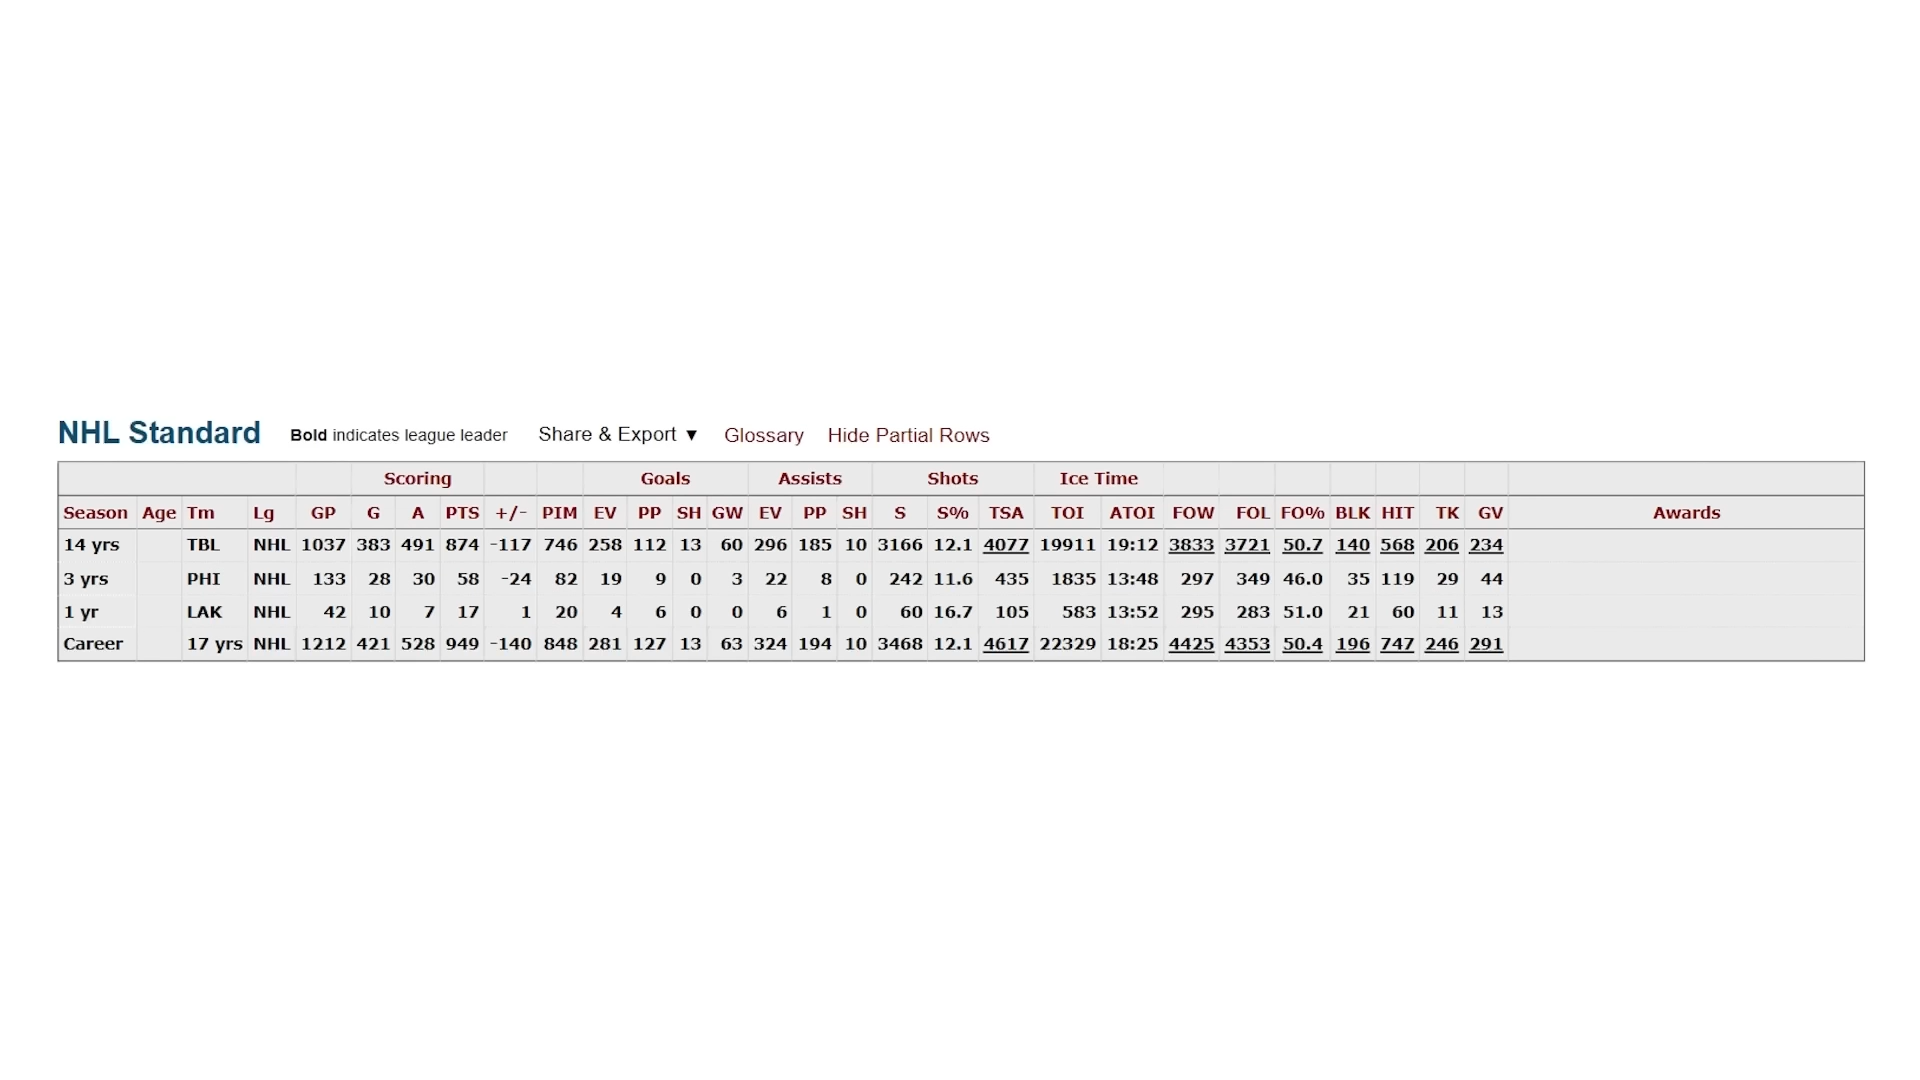 NHL Standard Bold indicates league leader Share & Export ▼ Glossary Hide Partial Rows
Scoring Goals Assists Shots Ice Time
Season Age Tm Lg GP G A PTS +/- PIM EV PP SH GW EV PP SH S S% TSA TOI ATOI FOW FOL FO% BLK HIT TK GV Awards
14 yrs TBL NHL 1037 383 491 874 -117 746 258 112 13 60 296 185 10 3166 12.1 4077 19911 19:12 3833 3721 50.7 140 568 206 234
3 yrs PHI NHL 133 28 30 58 -24 82 19 9 0 3 22 8 0 242 11.6 435 1835 13:48 297 349 46.0 35 119 29 44
1 yr LAK NHL 42 10 7 17 1 20 4 6 0 0 6 1 0 60 16.7 105 583 13:52 295 283 51.0 21 60 11 13
Career 17 yrs NHL 1212 421 528 949 -140 848 281 127 13 63 324 194 10 3468 12.1 4617 22329 18:25 4425 4353 50.4 196 747 246 291